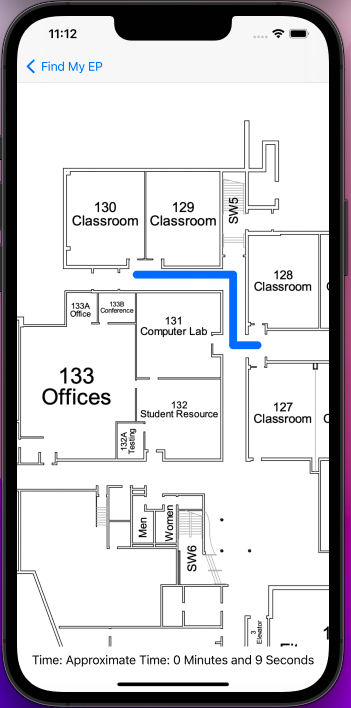 11:12
Find My EP
130
Classroom
129
Classroom
SW5
128
Classroom
133A
Office
133B
Conference
131
Computer Lab
133
Offices
132
Student Resource
132A
Testing
127
Classroom
Men
Women
SW6
3
Elevator
Time: Approximate Time: 0 Minutes and 9 Seconds